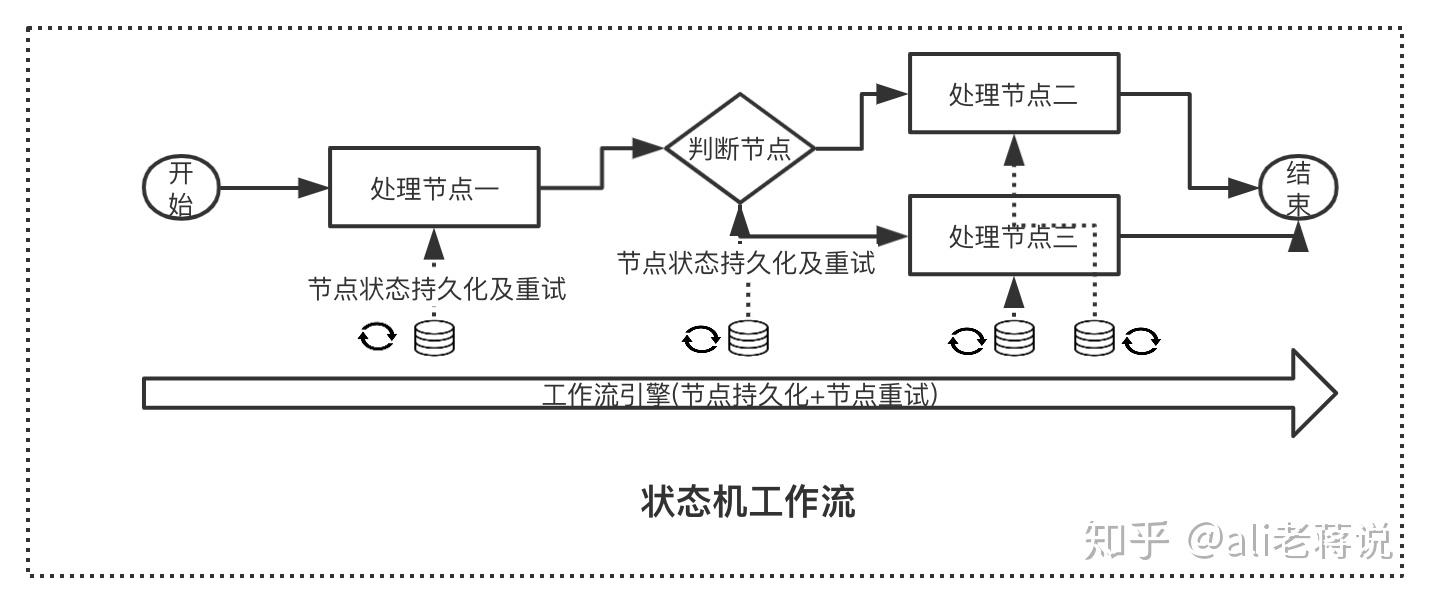 处理节点二
开
始
处理节点一
判断节点
结
束
处理节点三
节点状态持久化及重试
节点状态持久化及重试
工作流引擎(节点持久化+节点重试)
状态机工作流
知乎 @ali老蒋说